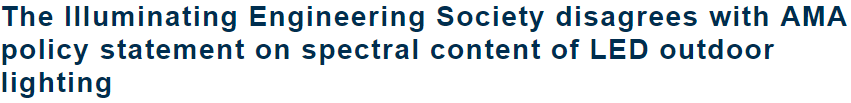 The Illuminating Engineering Society disagrees with AMA
policy statement on spectral content of LED outdoor
lighting